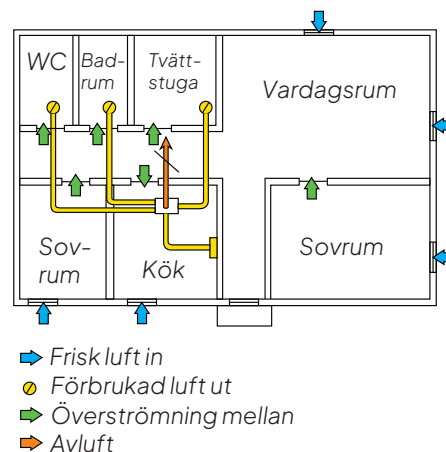 WC
Bad-
rum
Tvätt-
stuga
Vardagsrum
Sov-
rum
Kök
Sovrum
Frisk luft in
Förbrukad luft ut
Överströmning mellan
Avluft